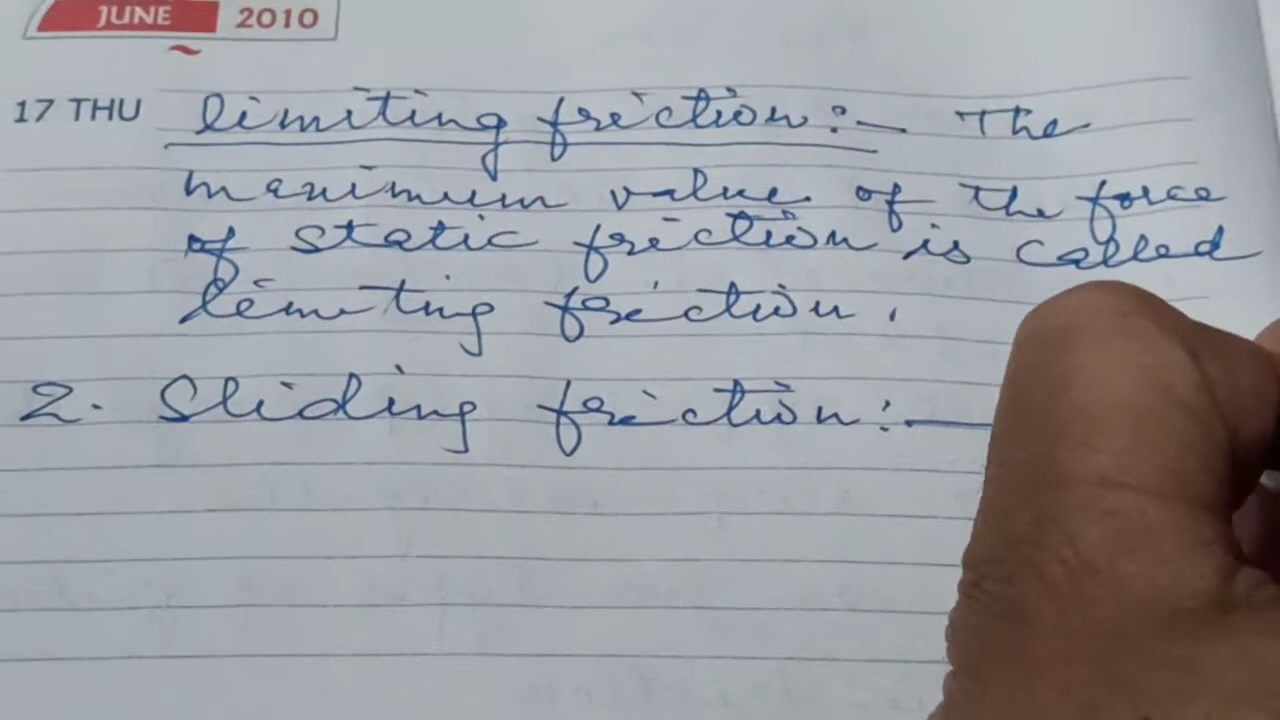 JUNE 2010
17 THU limiting friction :- The
maximum value of the force
of static friction is called
limiting friction.
2. Sliding friction :-